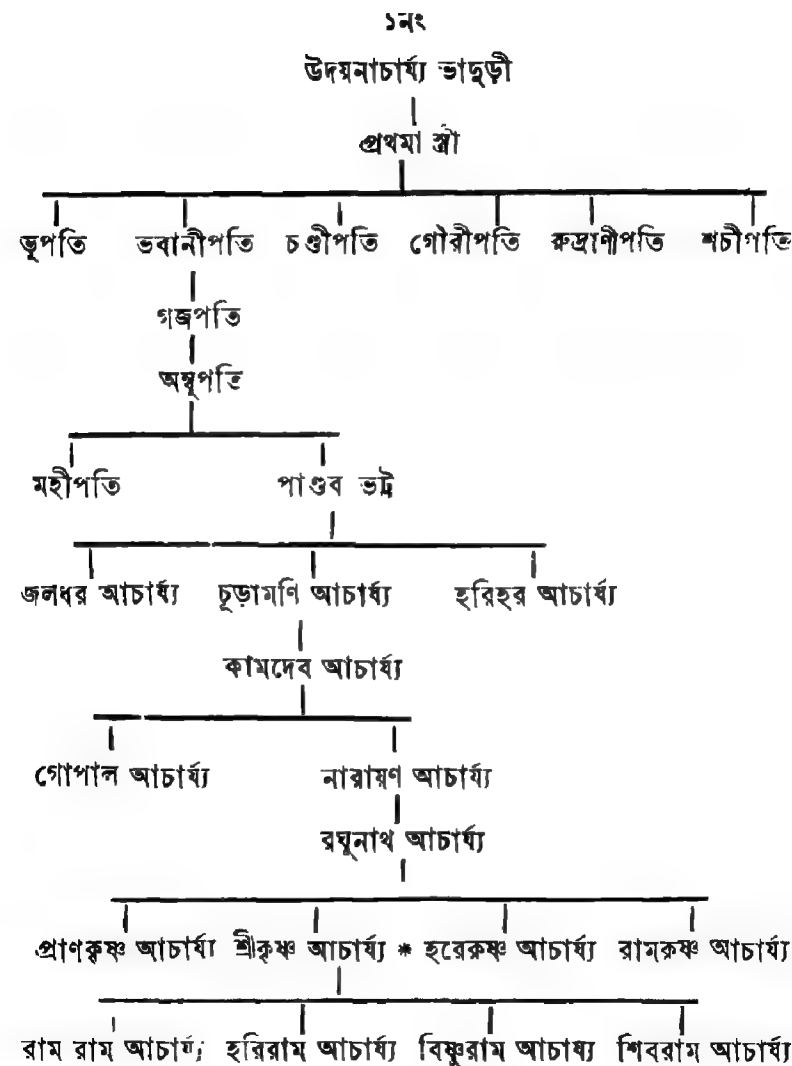 ১নং
উদয়নাচার্য্য ভাদুড়ী
প্রথমা স্ত্রী
ভূপতি ভবানীপতি চণ্ডীপতি গৌরীপতি রুদ্রাণীপতি শচীপতি
গজপতি
অম্বুপতি
মহীপতি পাণ্ডব ভট্ট
জলধর আচার্য্য চূড়ামণি আচার্য্য হরিহর আচার্য্য
কামদেব আচার্য্য
গোপাল আচার্য্য নারায়ণ আচার্য্য
রঘুনাথ আচার্য্য
প্রাণকৃষ্ণ আচার্য্য শ্রীকৃষ্ণ আচার্য্য * হরেকৃষ্ণ আচার্য্য রামকৃষ্ণ আচার্য্য
রাম রাম আচার্য্য হরিরাম আচার্য্য বিষ্ণুরাম আচার্য্য শিবরাম আচার্য্য